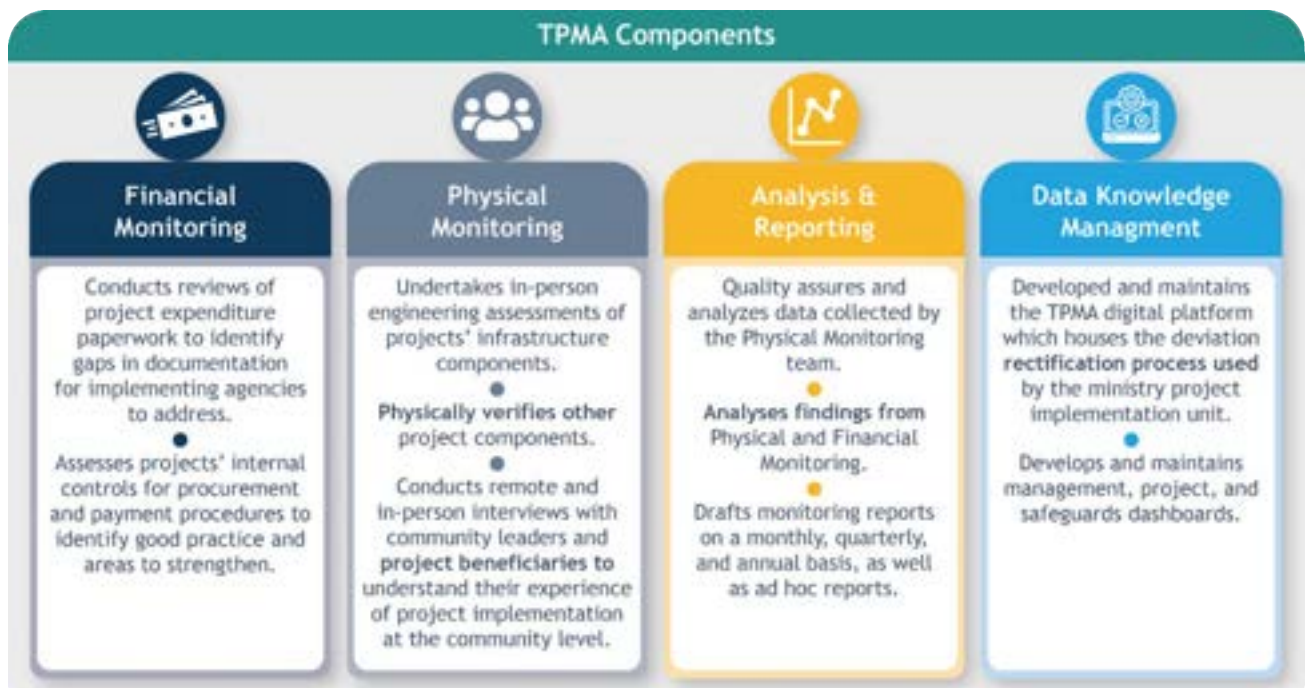 TPMA Components
Financial
Monitoring
Conducts reviews of
project expenditure
paperwork to identify
gaps in documentation
for implementing agencies
to address.
Assesses projects' internal
controls for procurement
and payment procedures to
identify good practice and
areas to strengthen.
Physical
Monitoring
Undertakes in-person
engineering assessments of
projects' infrastructure
components.
Physically verifies other
project components.
Conducts remote and
in-person interviews with
community leaders and
project beneficiaries to
understand their experience
of project implementation
at the community level.
Analysis &
Reporting
Quality assures and
analyzes data collected by
the Physical Monitoring
team.
Analyses findings from
Physical and Financial
Monitoring.
Drafts monitoring reports
on a monthly, quarterly,
and annual basis, as well
as ad hoc reports.
Data Knowledge
Managment
Developed and maintains
the TPMA digital platform
which houses the deviation
rectification process used
by the ministry project
implementation unit.
Develops and maintains
management, project, and
safeguards dashboards.